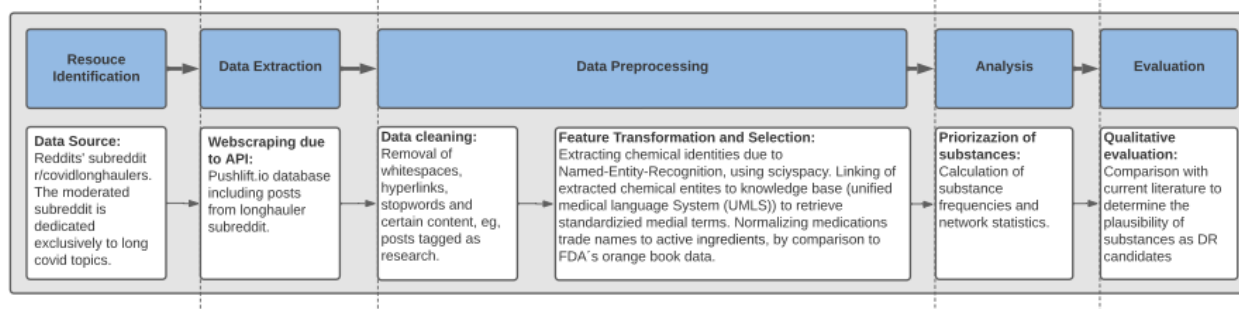 Resouce
Identification
Data Extraction
Data Preprocessing
Analysis
Evaluation
Data Source:
Reddits' subreddit
r/covidlonghaulers.
The moderated
subreddit is
dedicated
exclusively to long
covid topics.
Webscraping due
to API:
Pushlift.io database
including posts
from longhauler
subreddit.
Data cleaning:
Removal of
whitespaces,
hyperlinks,
stopwords and
certain content, eg,
posts tagged as
research.
Feature Transformation and Selection:
Extracting chemical identities due to
Named-Entity-Recognition, using sciyspacy. Linking of
extracted chemical entites to knowledge base (unified
medical language System (UMLS)) to retrieve
standardizied medial terms. Normalizing medications
trade names to active ingredients, by comparison to
FDA´s orange book data.
Priorizazion of
substances:
Calculation of
substance
frequencies and
network statistics.
Qualitative
evaluation:
Comparison with
current literature to
determine the
plausibility of
substances as DR
candidates